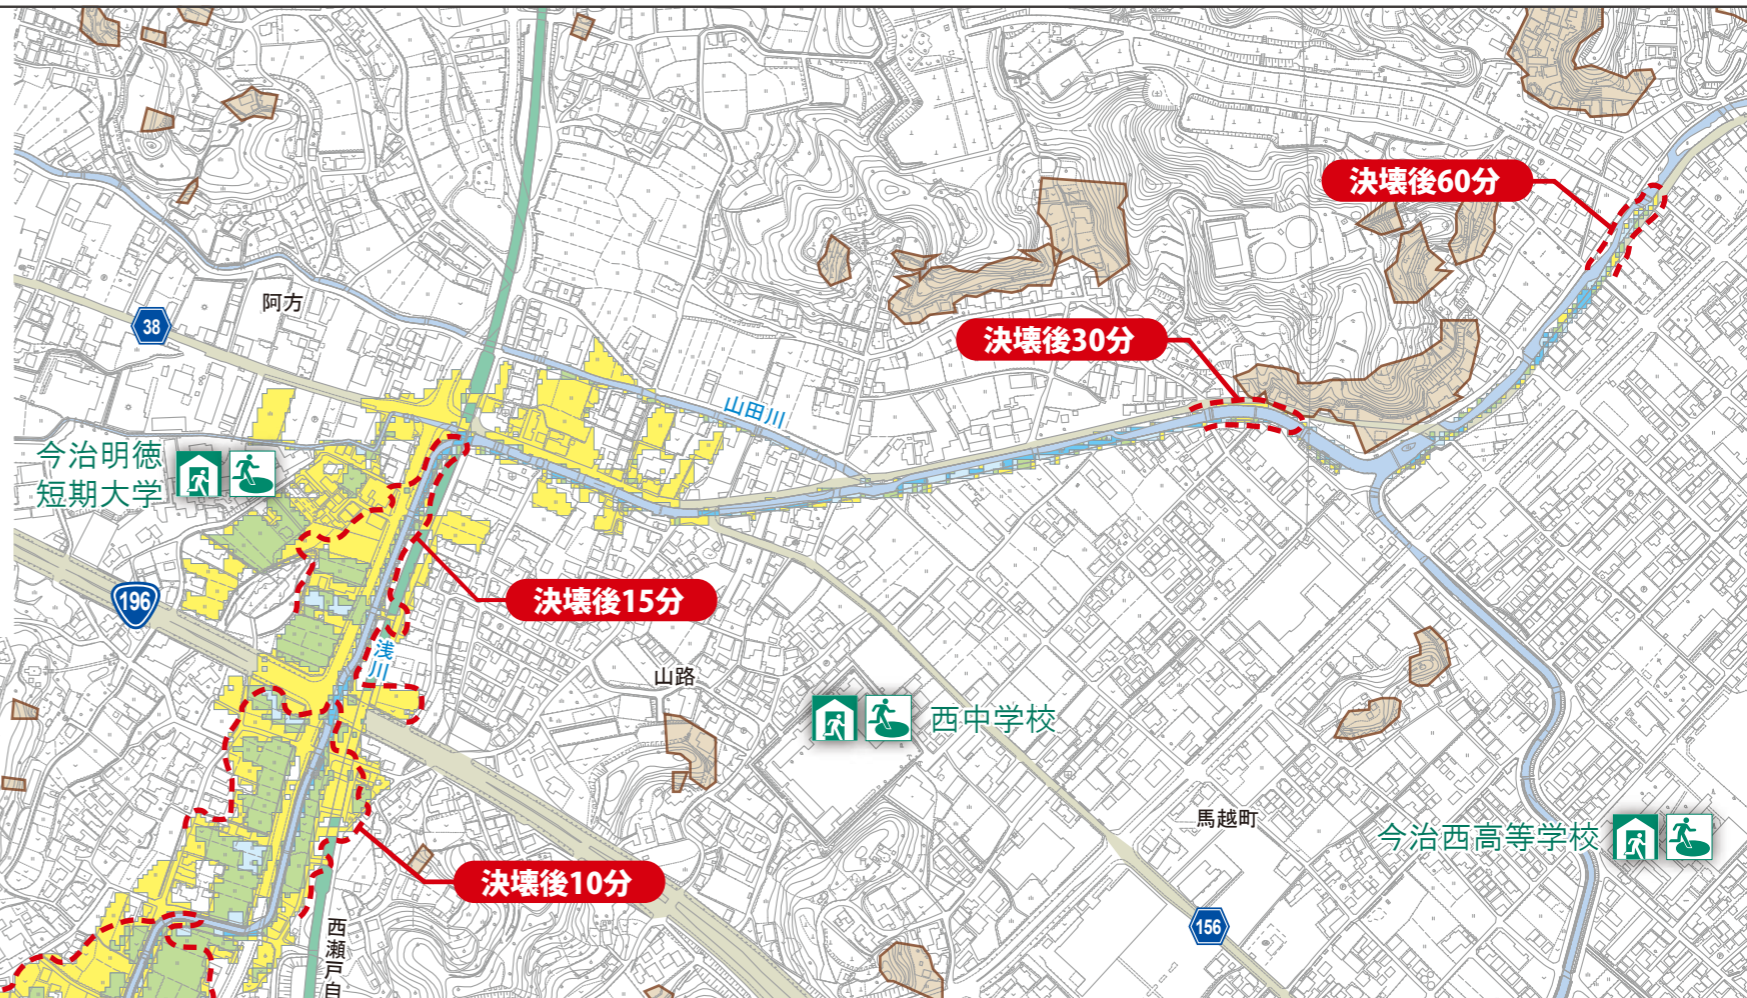 決壊後60分
阿方
38
決壊後30分
山田川
今治明徳
短期大学
196
決壊後15分
浅川
山路
西中学校
馬越町
今治西高等学校
決壊後10分
156
西瀬戸自